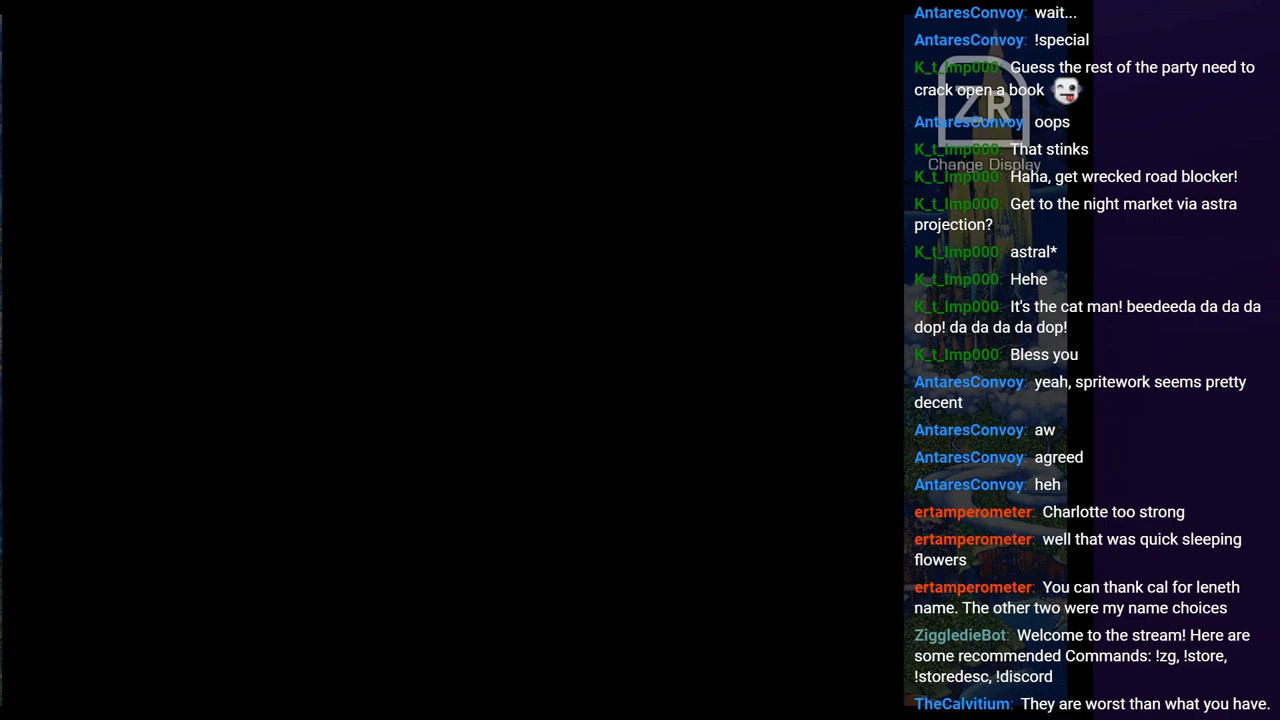 AntaresConvoy: wait...
AntaresConvoy: !special
K_t_Imp000: Guess the rest of the party need to
crack open a book
ZR
AntaresConvoy: oops
K_t_Imp000: That stinks
Change Display
K_t_Imp000: Haha, get wrecked road blocker!
K_t_Imp000: Get to the night market via astra
projection?
K_t_Imp000: astral*
K_t_Imp000: Hehe
K_t_Imp000: It's the cat man! beedeeda da da da
dop! da da da da dop!
K_t_Imp000: Bless you
AntaresConvoy: yeah, spritework seems pretty
decent
AntaresConvoy: aw
AntaresConvoy: agreed
AntaresConvoy: heh
ertamperometer: Charlotte too strong
ertamperometer: well that was quick sleeping
flowers
ertamperometer: You can thank cal for leneth
name. The other two were my name choices
ZiggledieBot: Welcome to the stream! Here are
some recommended Commands: !zg, !store,
!storedesc, !discord
TheCalvitium: They are worst than what you have.